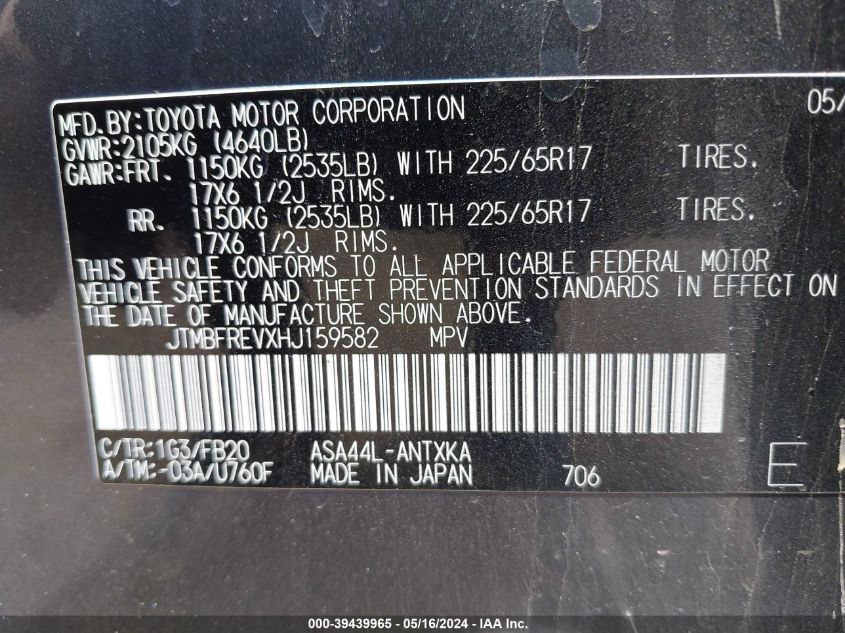 MFD.BY:TOYOTA MOTOR CORPORATION 05/
GVWR:2105KG (4640LB)
GAWR:FRT. 1150KG (2535LB) WITH 225/65R17 TIRES.
17X6 1/2J RIMS.
RR. 1150KG (2535LB) WITH 225/65R17 TIRES.
17X6 1/2J RIMS.
THIS VEHICLE CONFORMS TO ALL APPLICABLE FEDERAL MOTOR
VEHICLE SAFETY AND THEFT PREVENTION STANDARDS IN EFFECT ON
THE DATE OF MANUFACTURE SHOWN ABOVE.
JTMBFREVXHJ159582 MPV
C/TR:1G3/FB20 ASA44L-ANTXKA
A/TM:-03A/U760F MADE IN JAPAN 706 E
000-39439965 - 05/16/2024 - IAA Inc.